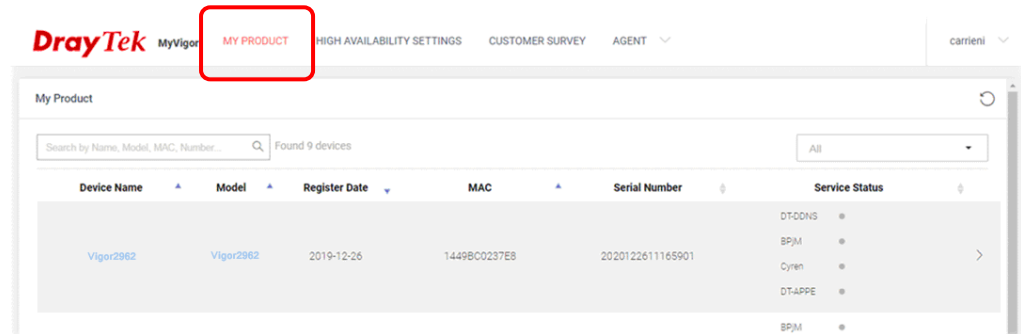 DrayTek MyVigor MY PRODUCT HIGH AVAILABILITY SETTINGS CUSTOMER SURVEY AGENT carrieni
My Product
Search by Name, Model, MAC, Number... Found 9 devices All
Device Name Model Register Date MAC Serial Number Service Status
DT-DDNS
BPjM
Vigor2962 Vigor2962 2019-12-26 1449BC0237E8 2020122611165901
Cyren
DT-APPE
BPjM